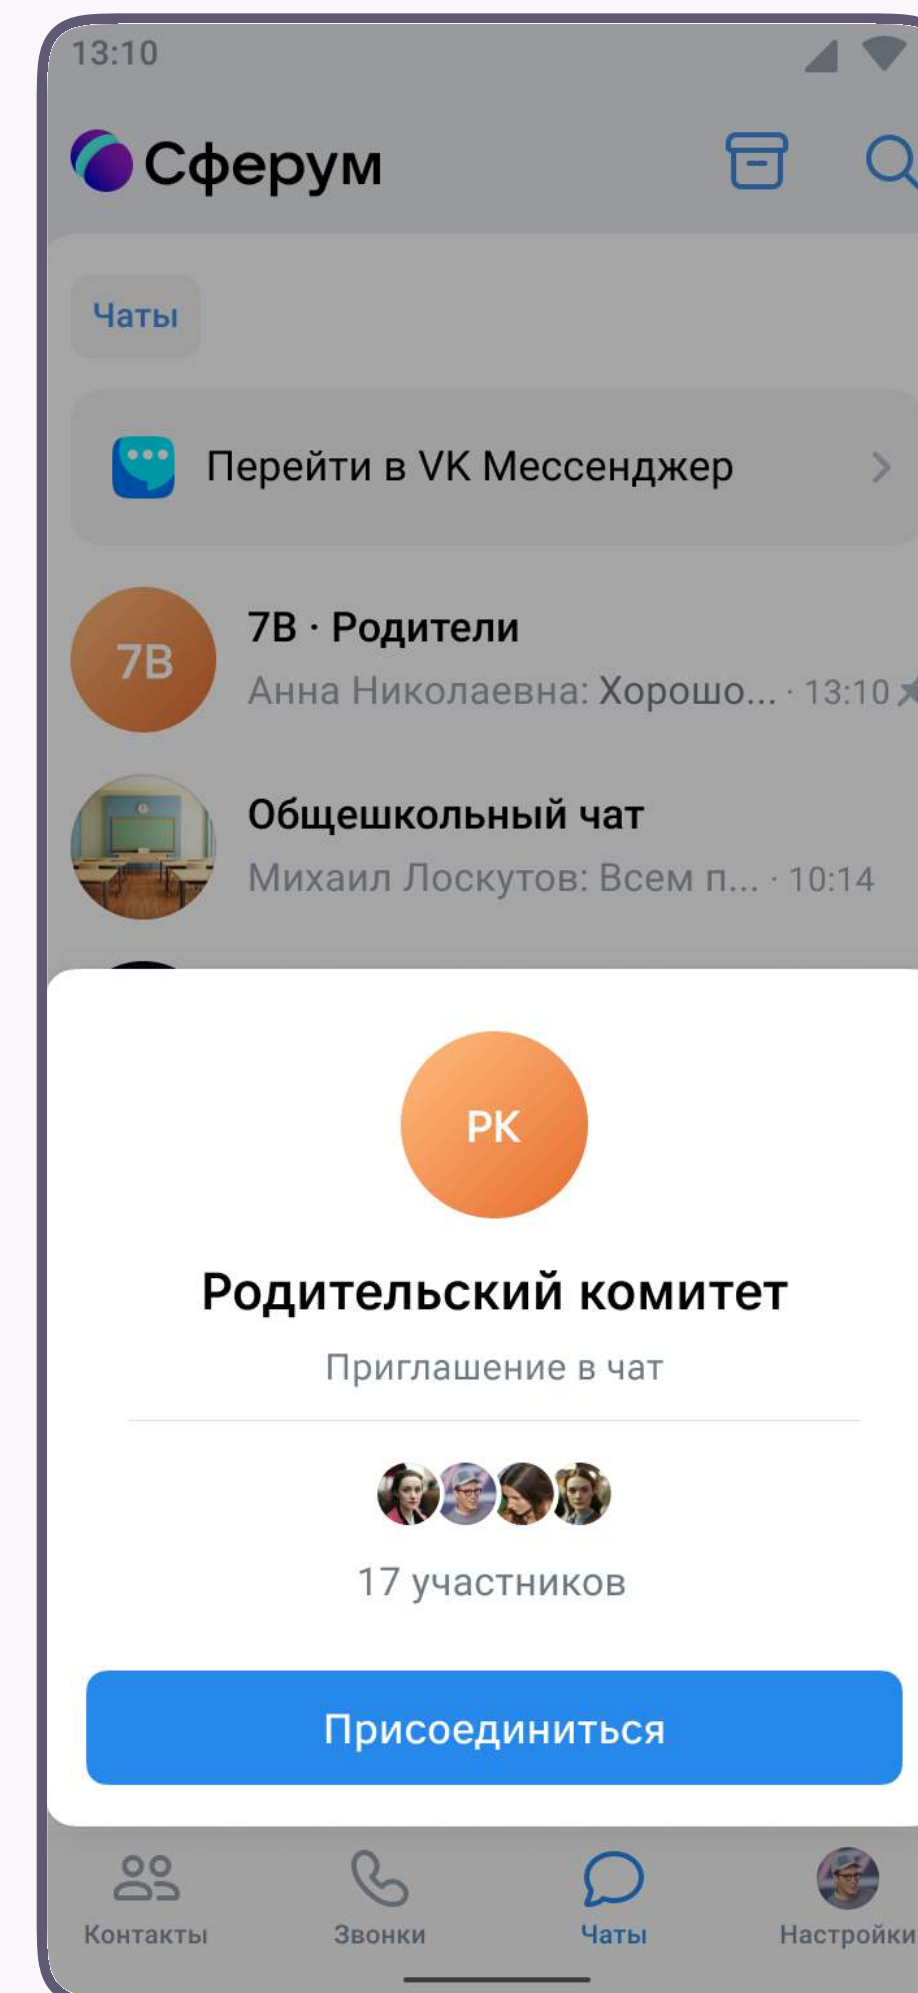 13:10
Сферум
Чаты
Перейти в VK Мессенджер
7В
7В · Родители
Анна Николаевна: Хорошо... · 13:10
Общешкольный чат
Михаил Лоскутов: Всем п... · 10:14
РК
Родительский комитет
Приглашение в чат
17 участников
Присоединиться
Контакты
Звонки
Чаты
Настройки